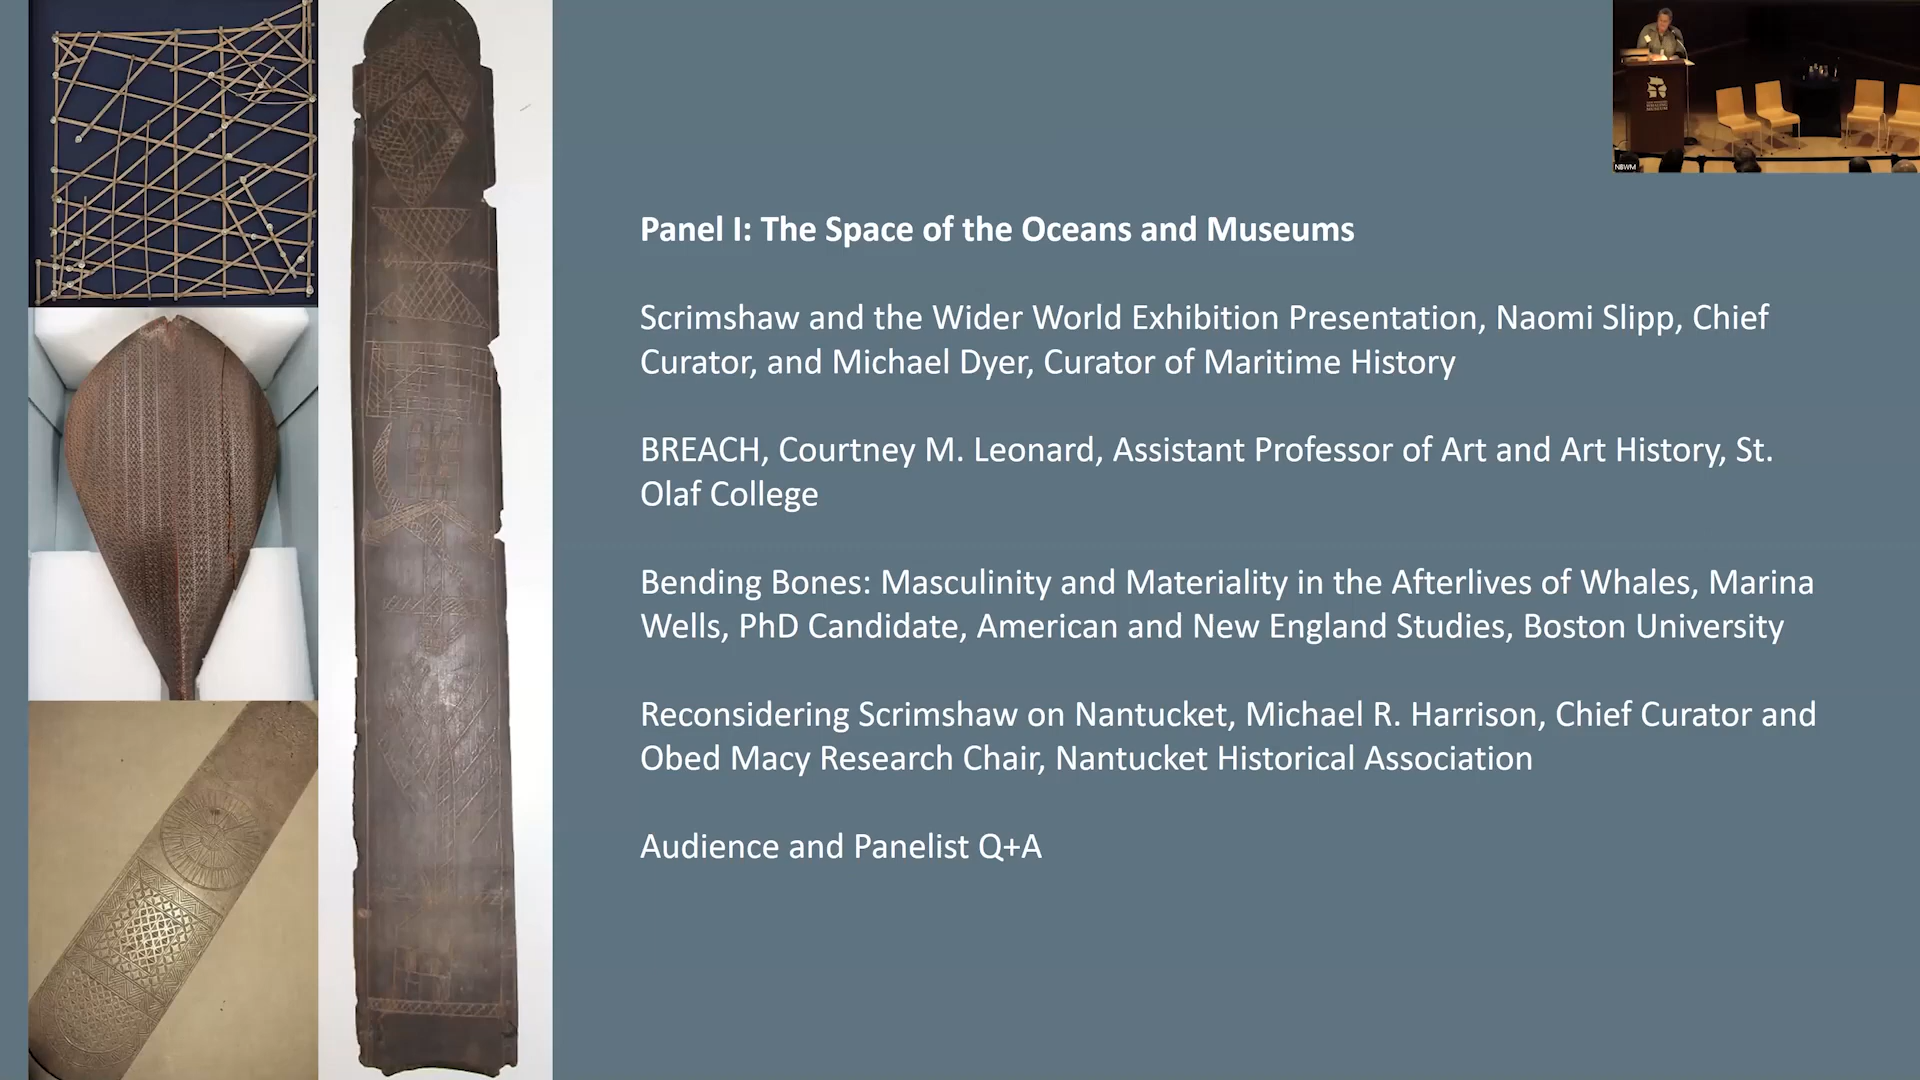 Panel I: The Space of the Oceans and Museums
Scrimshaw and the Wider World Exhibition Presentation, Naomi Slipp, Chief
Curator, and Michael Dyer, Curator of Maritime History
BREACH, Courtney M. Leonard, Assistant Professor of Art and Art History, St.
Olaf College
Bending Bones: Masculinity and Materiality in the Afterlives of Whales, Marina
Wells, PhD Candidate, American and New England Studies, Boston University
Reconsidering Scrimshaw on Nantucket, Michael R. Harrison, Chief Curator and
Obed Macy Research Chair, Nantucket Historical Association
Audience and Panelist Q+A
NBWM